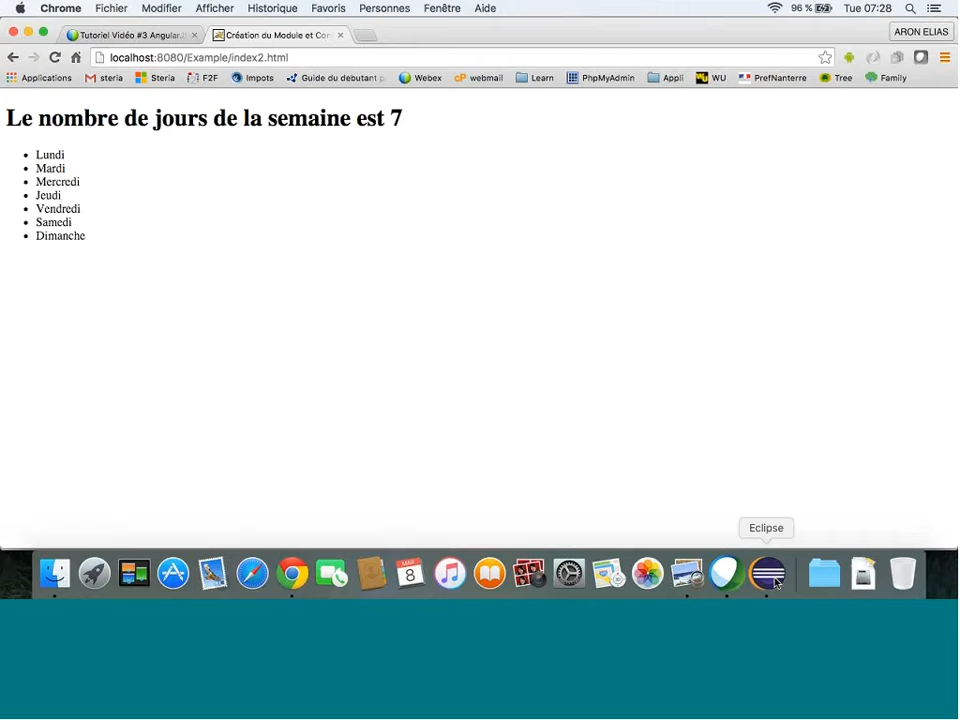 Chrome Fichier Modifier Afficher Historique Favoris Personnes Fenêtre Aide 96 % Tue 07:28
Tutoriel Vidéo #3 AngularJ × Création du Module et Con × ARON ELIAS
localhost:8080/Example/index2.html
Applications steria Steria F2F Impots Guide du debutant p Webex cP webmail Learn PhpMyAdmin Appli WU PrefNanterre Tree Family
Le nombre de jours de la semaine est 7
• Lundi
• Mardi
• Mercredi
• Jeudi
• Vendredi
• Samedi
• Dimanche
Eclipse
8